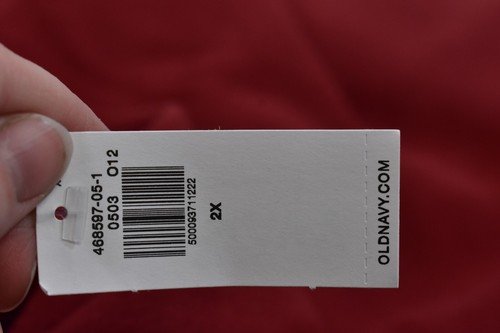 468597-05-1
0503 O12
500093711222
2X
OLDNAVY.COM